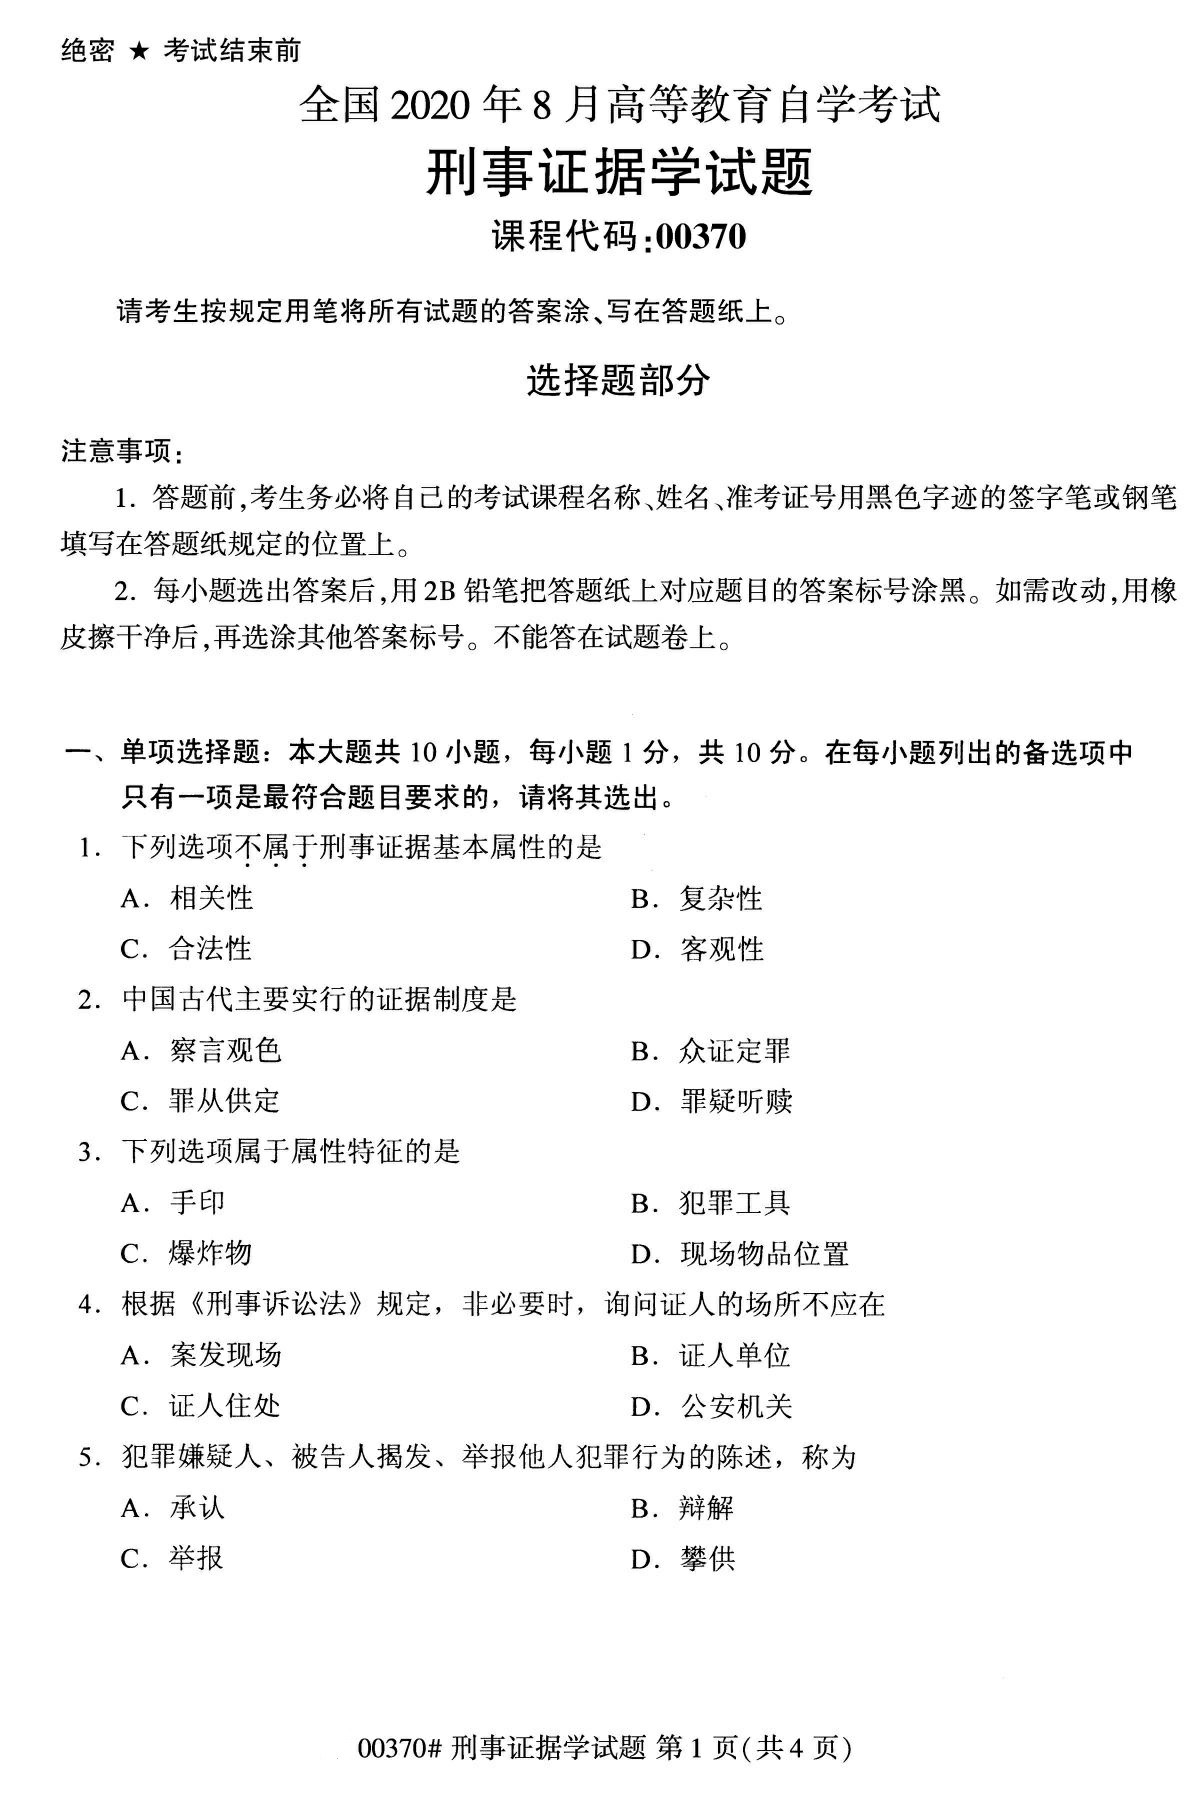 绝密 ★ 考试结束前
全国 2020 年 8 月高等教育自学考试
刑事证据学试题
课程代码:00370
请考生按规定用笔将所有试题的答案涂、写在答题纸上。
选择题部分
注意事项:
1. 答题前,考生务必将自己的考试课程名称、姓名、准考证号用黑色字迹的签字笔或钢笔
填写在答题纸规定的位置上。
2. 每小题选出答案后,用 2B 铅笔把答题纸上对应题目的答案标号涂黑。如需改动,用橡
皮擦干净后,再选涂其他答案标号。不能答在试题卷上。
一、单项选择题：本大题共 10 小题，每小题 1 分，共 10 分。在每小题列出的备选项中
只有一项是最符合题目要求的，请将其选出。
1. 下列选项不属于刑事证据基本属性的是
A. 相关性 B. 复杂性
C. 合法性 D. 客观性
2. 中国古代主要实行的证据制度是
A. 察言观色 B. 众证定罪
C. 罪从供定 D. 罪疑听赎
3. 下列选项属于属性特征的是
A. 手印 B. 犯罪工具
C. 爆炸物 D. 现场物品位置
4. 根据《刑事诉讼法》规定，非必要时，询问证人的场所不应在
A. 案发现场 B. 证人单位
C. 证人住处 D. 公安机关
5. 犯罪嫌疑人、被告人揭发、举报他人犯罪行为的陈述，称为
A. 承认 B. 辩解
C. 举报 D. 攀供
00370# 刑事证据学试题 第 1 页(共 4 页)